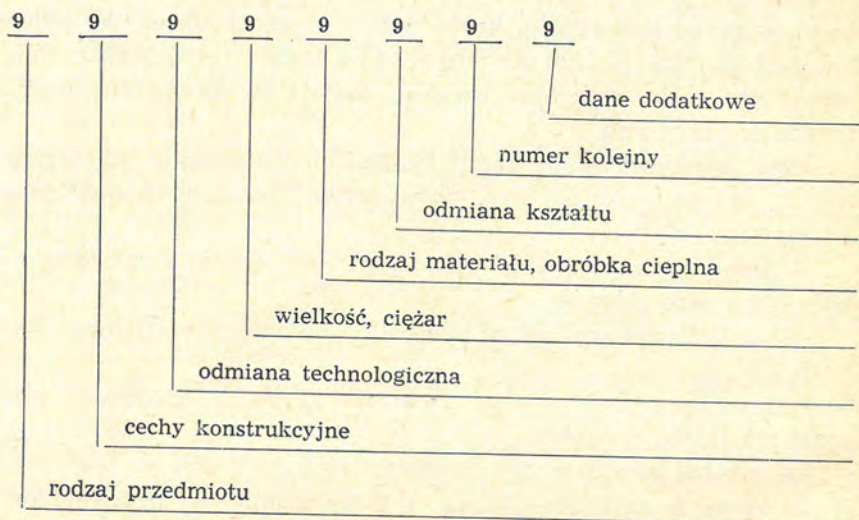 9 9 9 9 9 9 9 9
dane dodatkowe
numer kolejny
odmiana kształtu
rodzaj materiału, obróbka cieplna
wielkość, ciężar
odmiana technologiczna
cechy konstrukcyjne
rodzaj przedmiotu